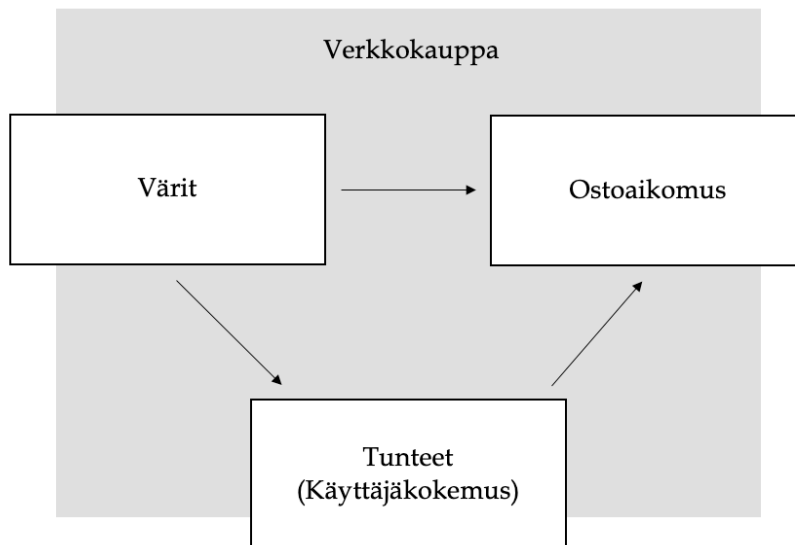 Verkkokauppa
Värit
Ostoaikomus
Tunteet
(Käyttäjäkokemus)